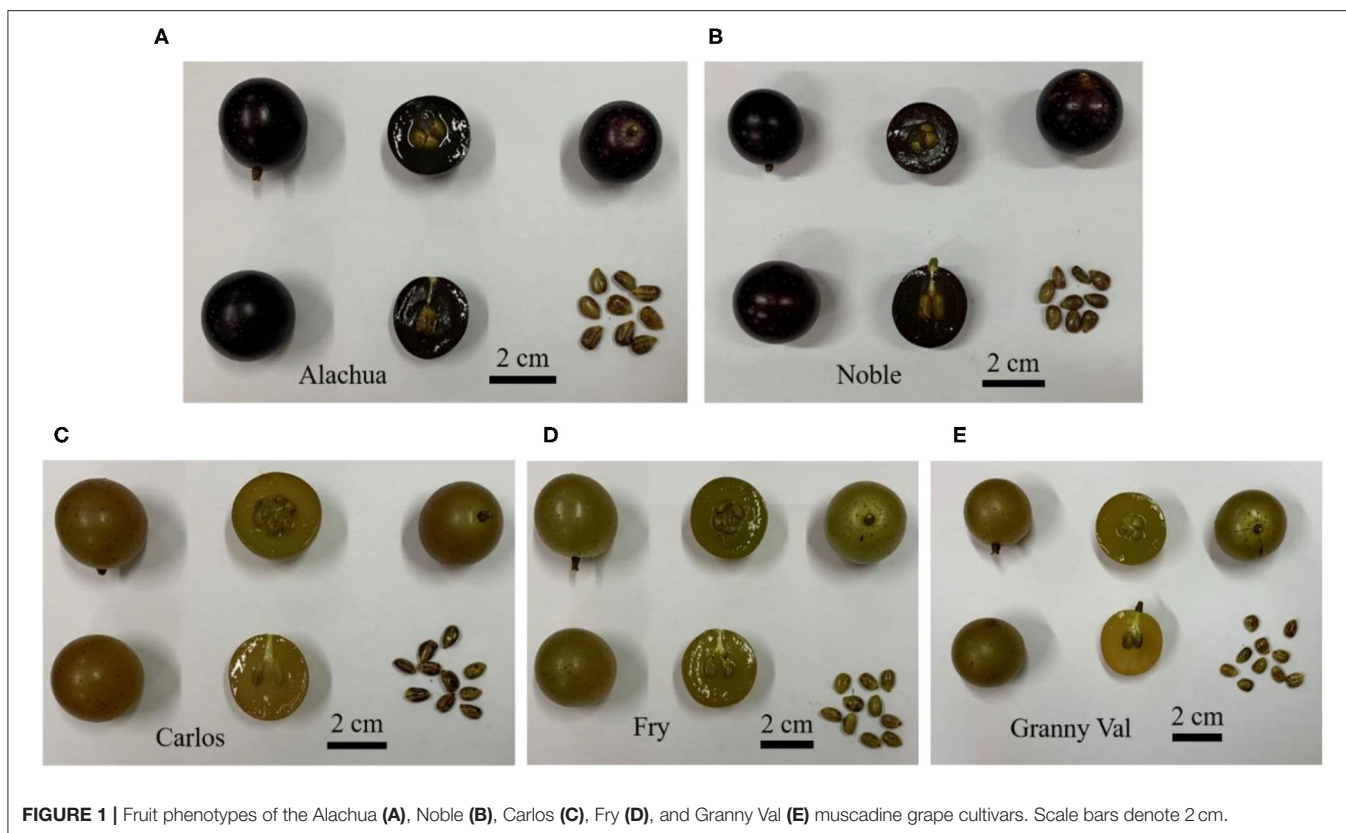 A
B
Alachua
2 cm
Noble
2 cm
C
D
E
Carlos
2 cm
Fry
2 cm
Granny Val
2 cm
FIGURE 1 | Fruit phenotypes of the Alachua (A), Noble (B), Carlos (C), Fry (D), and Granny Val (E) muscadine grape cultivars. Scale bars denote 2 cm.